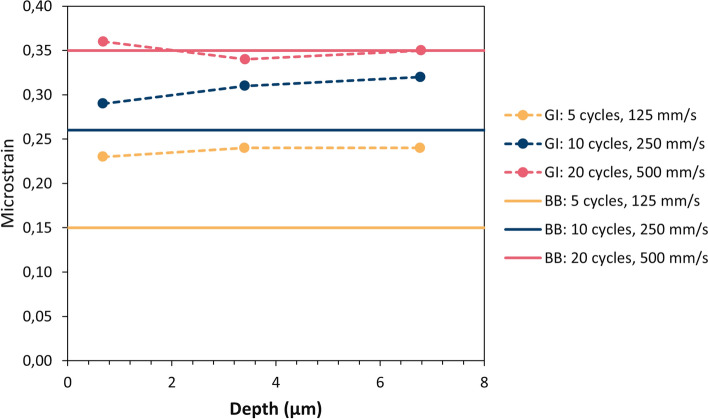 0,40
0,35
0,30
0,25
0,20
0,15
0,10
0,05
0,00
Microstrain
0 2 4 6 8
Depth (µm)
GI: 5 cycles, 125 mm/s
GI: 10 cycles, 250 mm/s
GI: 20 cycles, 500 mm/s
BB: 5 cycles, 125 mm/s
BB: 10 cycles, 250 mm/s
BB: 20 cycles, 500 mm/s